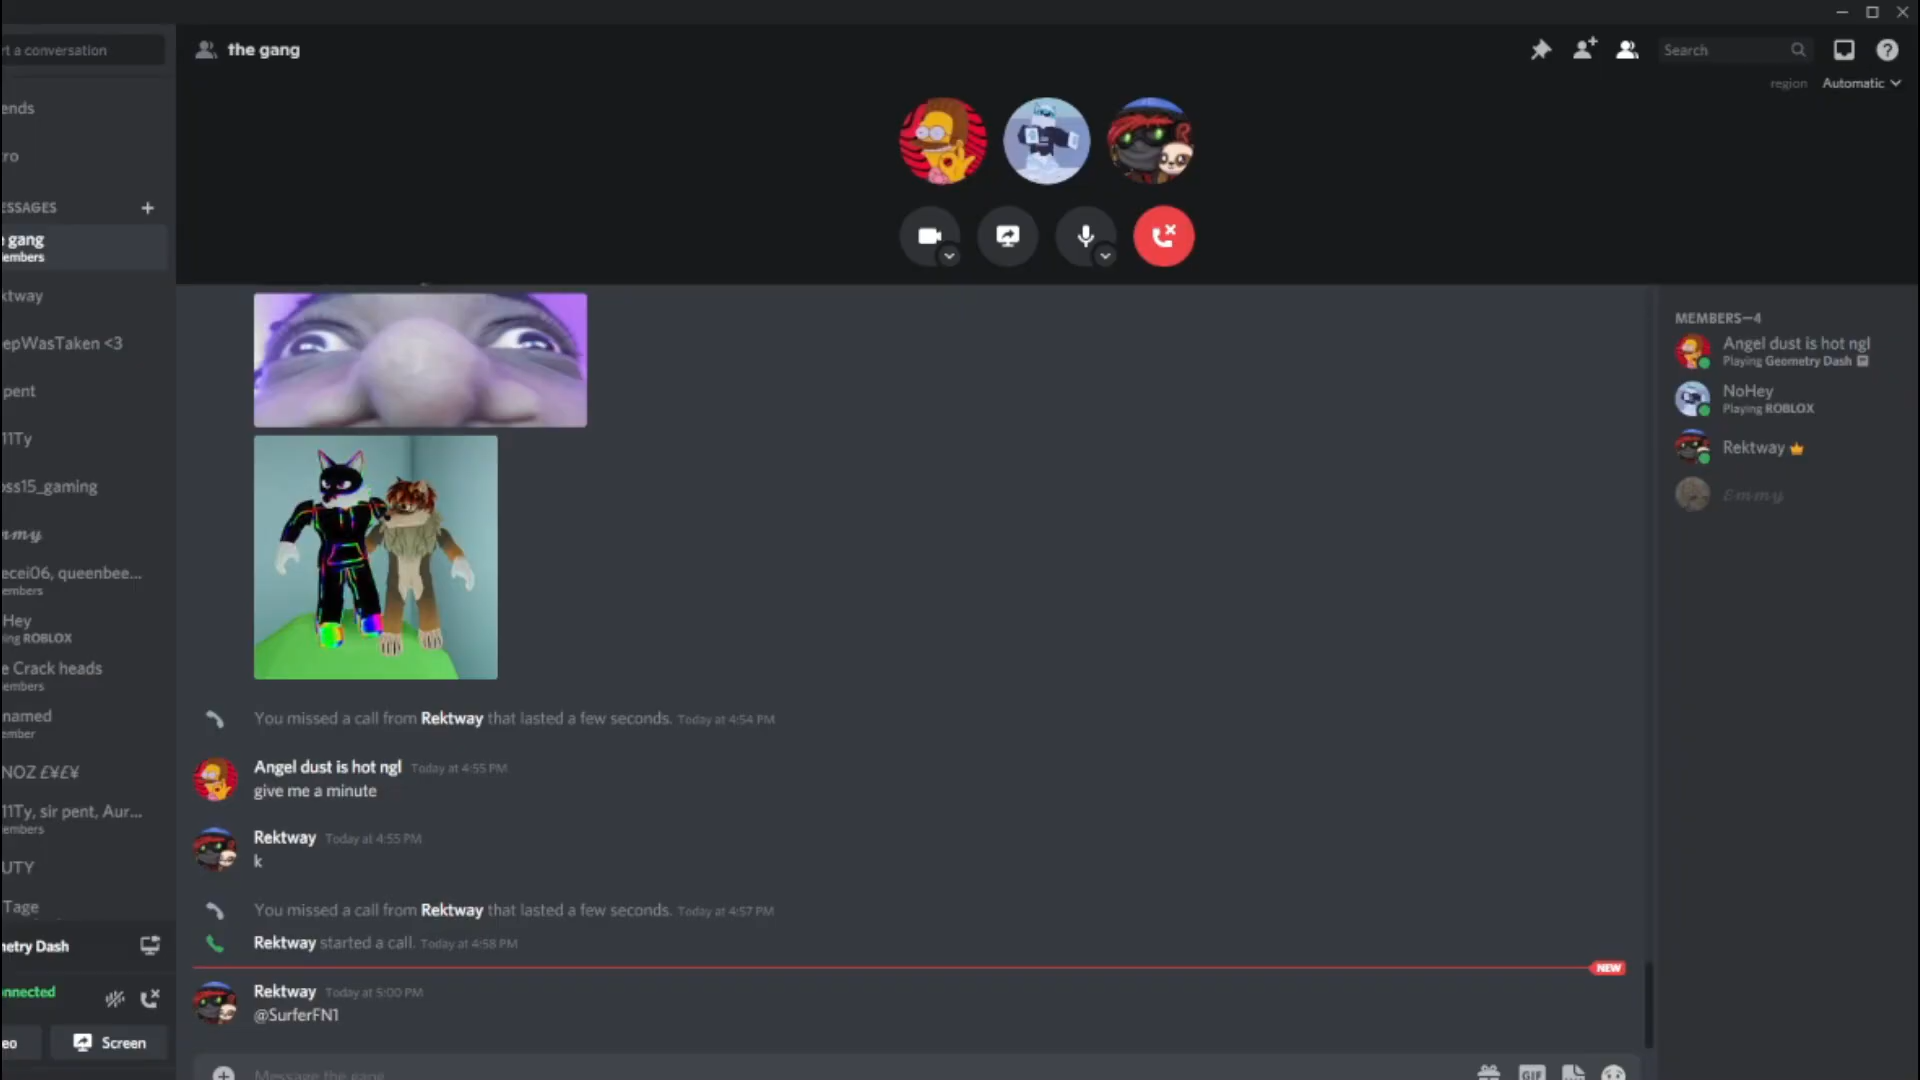 rt a conversation
ends
ro
ESSAGES
e gang
embers
ktway
epWasTaken <3
pent
11Ty
oss15_gaming
mmy
ecei06, queenbee...
embers
Hey
ing ROBLOX
e Crack heads
embers
named
ember
NOZ £¥£¥
11Ty, sir pent, Aur...
embers
UTY
Tage
metry Dash
onnected
eo
Screen
the gang
Search
region
Automatic
You missed a call from Rektway that lasted a few seconds. Today at 4:54 PM
Angel dust is hot ngl Today at 4:55 PM
give me a minute
Rektway Today at 4:55 PM
k
You missed a call from Rektway that lasted a few seconds. Today at 4:57 PM
Rektway started a call. Today at 4:58 PM
NEW
Rektway Today at 5:00 PM
@SurferFN1
Message the gang
GIF
MEMBERS—4
Angel dust is hot ngl
Playing Geometry Dash
NoHey
Playing ROBLOX
Rektway
Emmy